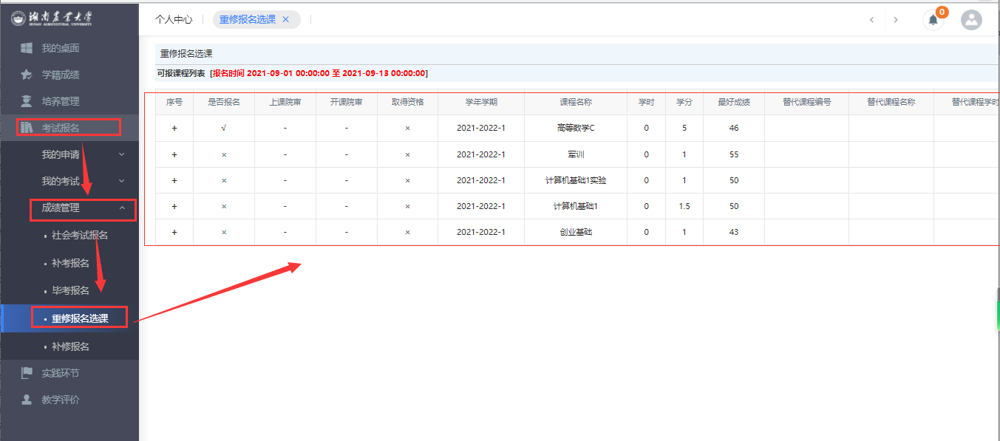 湖南农业大学
HUNAN AGRICULTURAL UNIVERSITY
我的桌面
学籍成绩
培养管理
考试报名
我的申请
我的考试
成绩管理
· 社会考试报名
· 补考报名
· 毕考报名
· 重修报名选课
· 补修报名
实践环节
教学评价
个人中心 重修报名选课 ×
0
重修报名选课
可报课程列表 [报名时间 2021-09-01 00:00:00 至 2021-09-13 00:00:00]
序号 是否报名 上课院审 开课院审 取得资格 学年学期 课程名称 学时 学分 最好成绩 替代课程编号 替代课程名称 替代课程学时
+ √ - - × 2021-2022-1 高等数学C 0 5 46
+ × - - × 2021-2022-1 军训 0 1 55
+ × - - × 2021-2022-1 计算机基础1实验 0 1 50
+ × - - × 2021-2022-1 计算机基础1 0 1.5 50
+ × - - × 2021-2022-1 创业基础 0 1 43